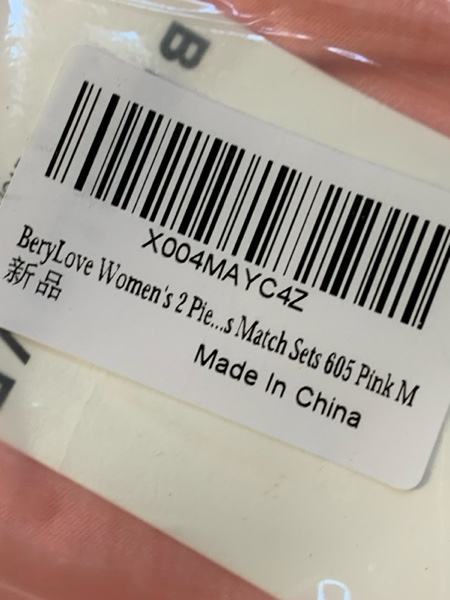 B
X004MAYC4Z
BeryLove Women's 2 Pie...s Match Sets 605 Pink M
新品
Made In China